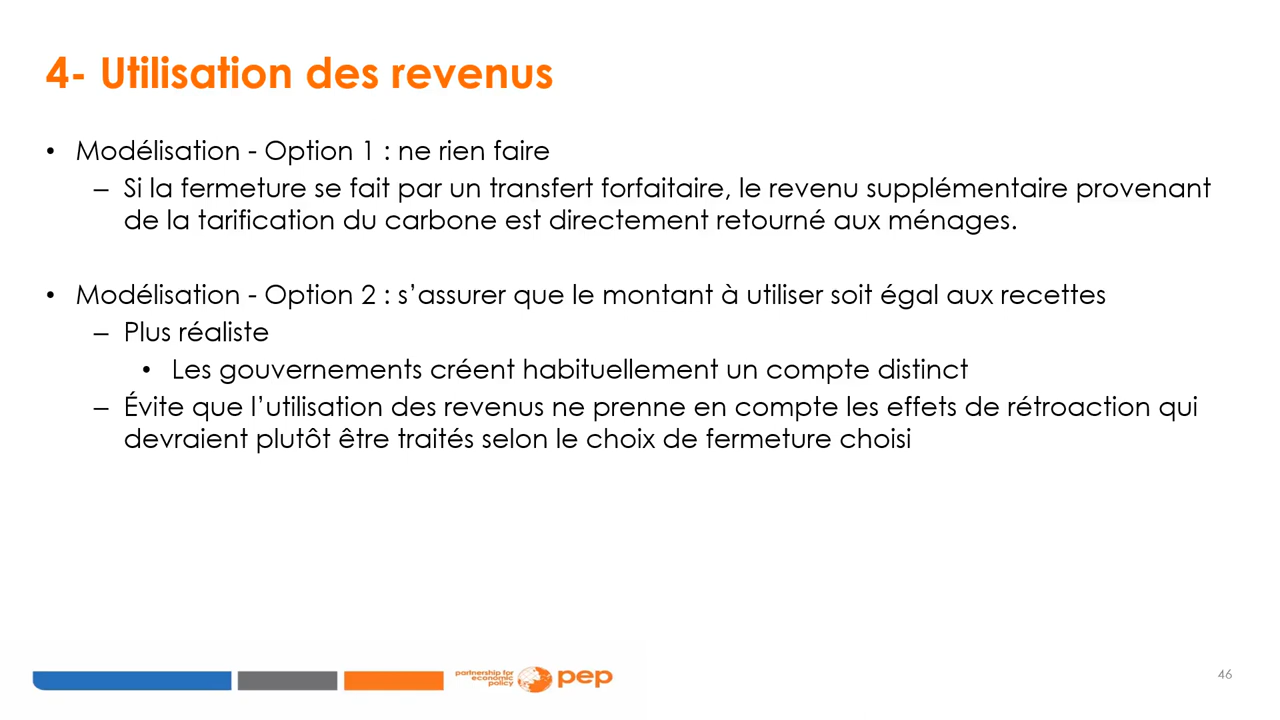 4- Utilisation des revenus
• Modélisation - Option 1 : ne rien faire
– Si la fermeture se fait par un transfert forfaitaire, le revenu supplémentaire provenant
de la tarification du carbone est directement retourné aux ménages.
• Modélisation - Option 2 : s’assurer que le montant à utiliser soit égal aux recettes
– Plus réaliste
• Les gouvernements créent habituellement un compte distinct
– Évite que l’utilisation des revenus ne prenne en compte les effets de rétroaction qui
devraient plutôt être traités selon le choix de fermeture choisi
partnership for
economic
policy
pep
46